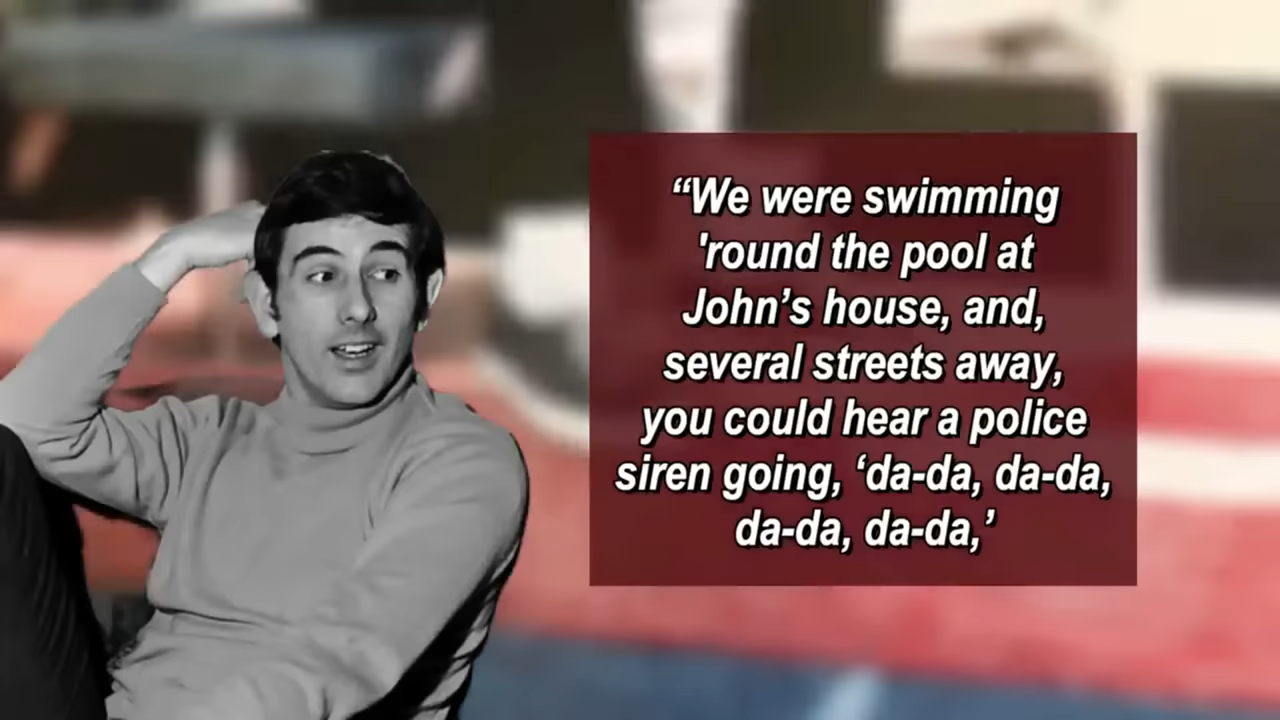 “We were swimming
'round the pool at
John’s house, and,
several streets away,
you could hear a police
siren going, ‘da-da, da-da,
da-da, da-da,’